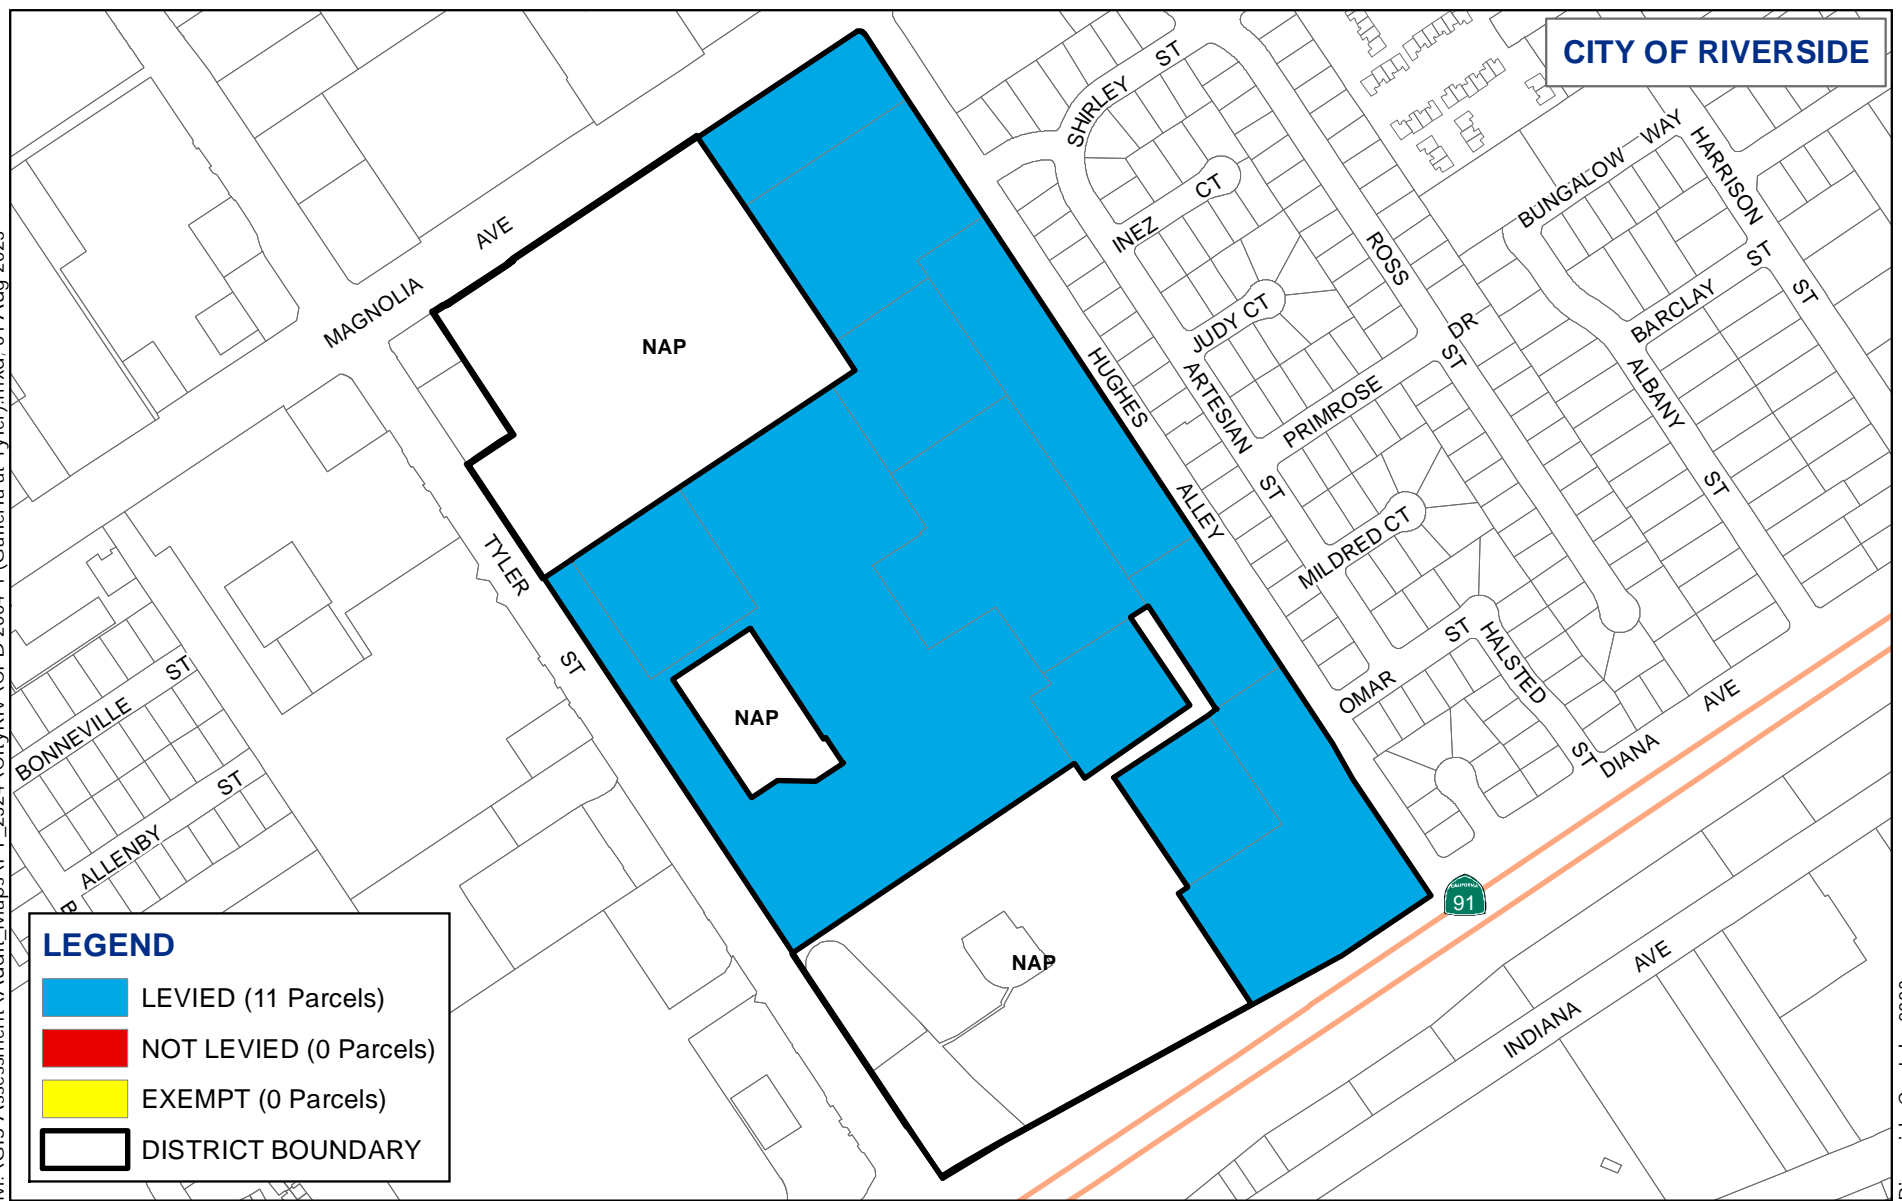 CITY OF RIVERSIDE
SHIRLEY ST
INEZ CT
JUDY CT
ROSS ST
BUNGALOW WAY
HARRISON ST
BARCLAY ST
ALBANY ST
PRIMROSE DR
ARTESIAN ST
HUGHES ALLEY
MILDRED CT
OMAR ST
HALSTED ST
DIANA AVE
INDIANA AVE
MAGNOLIA AVE
TYLER ST
BONNEVILLE ST
ALLENBY ST
NAP
NAP
NAP
CALIFORNIA
91
LEGEND
LEVIED (11 Parcels)
NOT LEVIED (0 Parcels)
EXEMPT (0 Parcels)
DISTRICT BOUNDARY